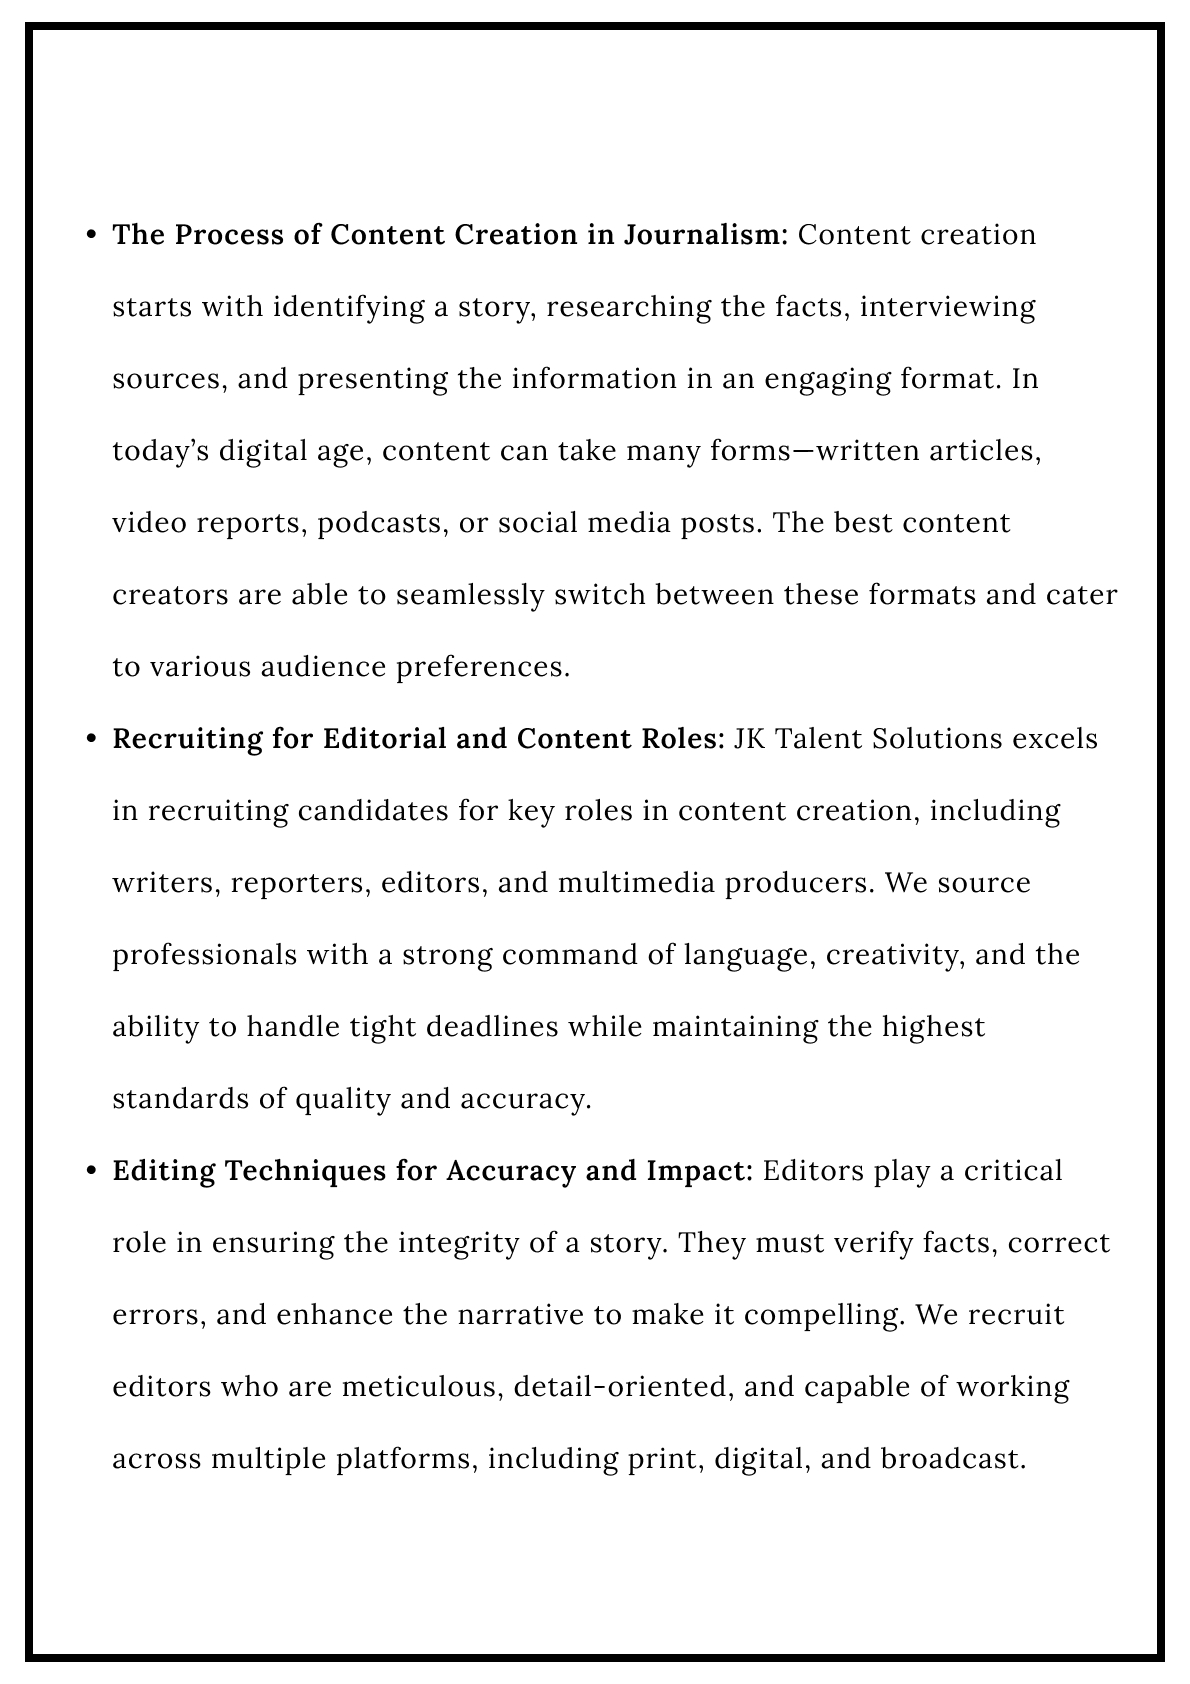 • The Process of Content Creation in Journalism: Content creation
starts with identifying a story, researching the facts, interviewing
sources, and presenting the information in an engaging format. In
today’s digital age, content can take many forms—written articles,
video reports, podcasts, or social media posts. The best content
creators are able to seamlessly switch between these formats and cater
to various audience preferences.
• Recruiting for Editorial and Content Roles: JK Talent Solutions excels
in recruiting candidates for key roles in content creation, including
writers, reporters, editors, and multimedia producers. We source
professionals with a strong command of language, creativity, and the
ability to handle tight deadlines while maintaining the highest
standards of quality and accuracy.
• Editing Techniques for Accuracy and Impact: Editors play a critical
role in ensuring the integrity of a story. They must verify facts, correct
errors, and enhance the narrative to make it compelling. We recruit
editors who are meticulous, detail-oriented, and capable of working
across multiple platforms, including print, digital, and broadcast.